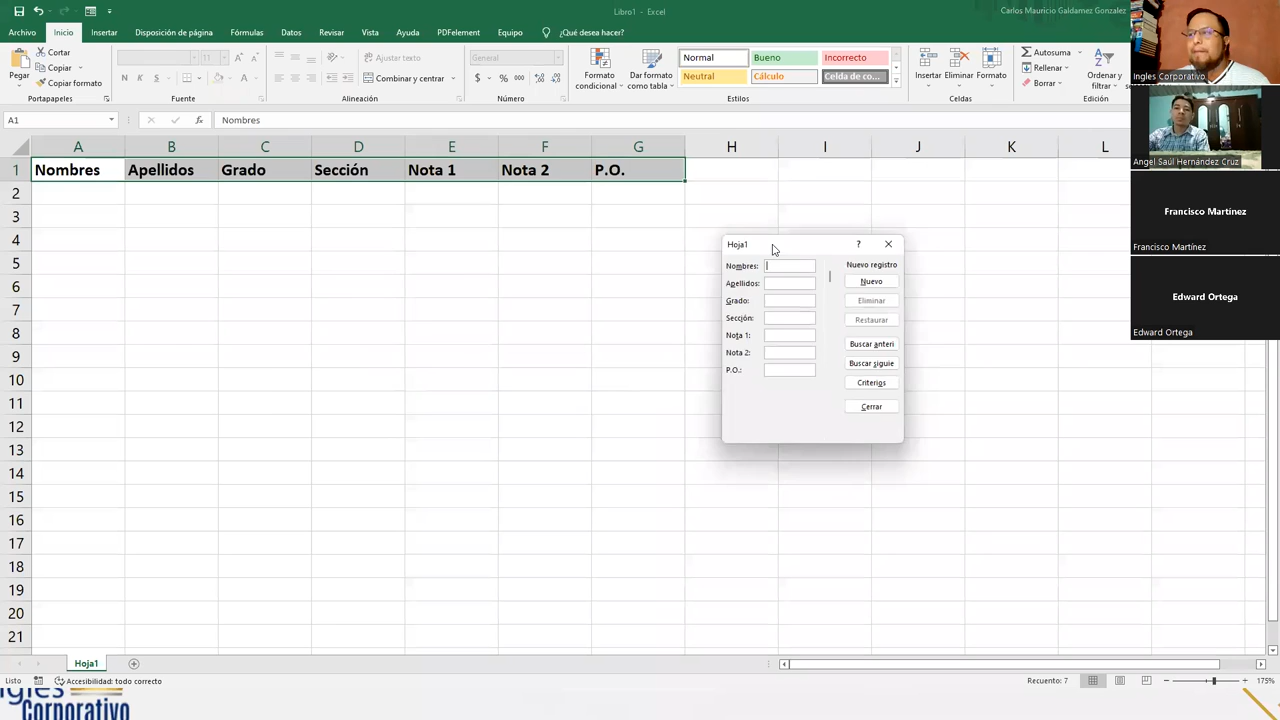 Libro1 - Excel
Carlos Mauricio Galdamez Gonzalez
Archivo Inicio Insertar Disposición de página Fórmulas Datos Revisar Vista Ayuda PDFelement Equipo ¿Qué desea hacer?
Pegar
Cortar
Copiar
Copiar formato
Portapapeles
11
N K S
Fuente
Ajustar texto
Combinar y centrar
Alineación
General
$ % 000
Número
Formato condicional
Dar formato como tabla
Normal Bueno Incorrecto
Neutral Cálculo Celda de co...
Estilos
Insertar Eliminar Formato
Celdas
Autosuma
Rellenar
Borrar
Ordenar y filtrar
Edición
A1 fx Nombres
A B C D E F G H I J K L
1 Nombres Apellidos Grado Sección Nota 1 Nota 2 P.O.
2
3
4
5
6
7
8
9
10
11
12
13
14
15
16
17
18
19
20
21
Hoja1 ?
Nombres: Nuevo registro
Apellidos: Nuevo
Grado: Eliminar
Sección: Restaurar
Nota 1: Buscar anteri
Nota 2: Buscar siguie
P.O.: Criterios
Cerrar
Ingles Corporativo.
Angel Saúl Hernández Cruz
Francisco Martínez
Francisco Martínez
Edward Ortega
Edward Ortega
Hoja1
Listo Accesibilidad: todo correcto Recuento: 7 175%
Ingles
Corporativo